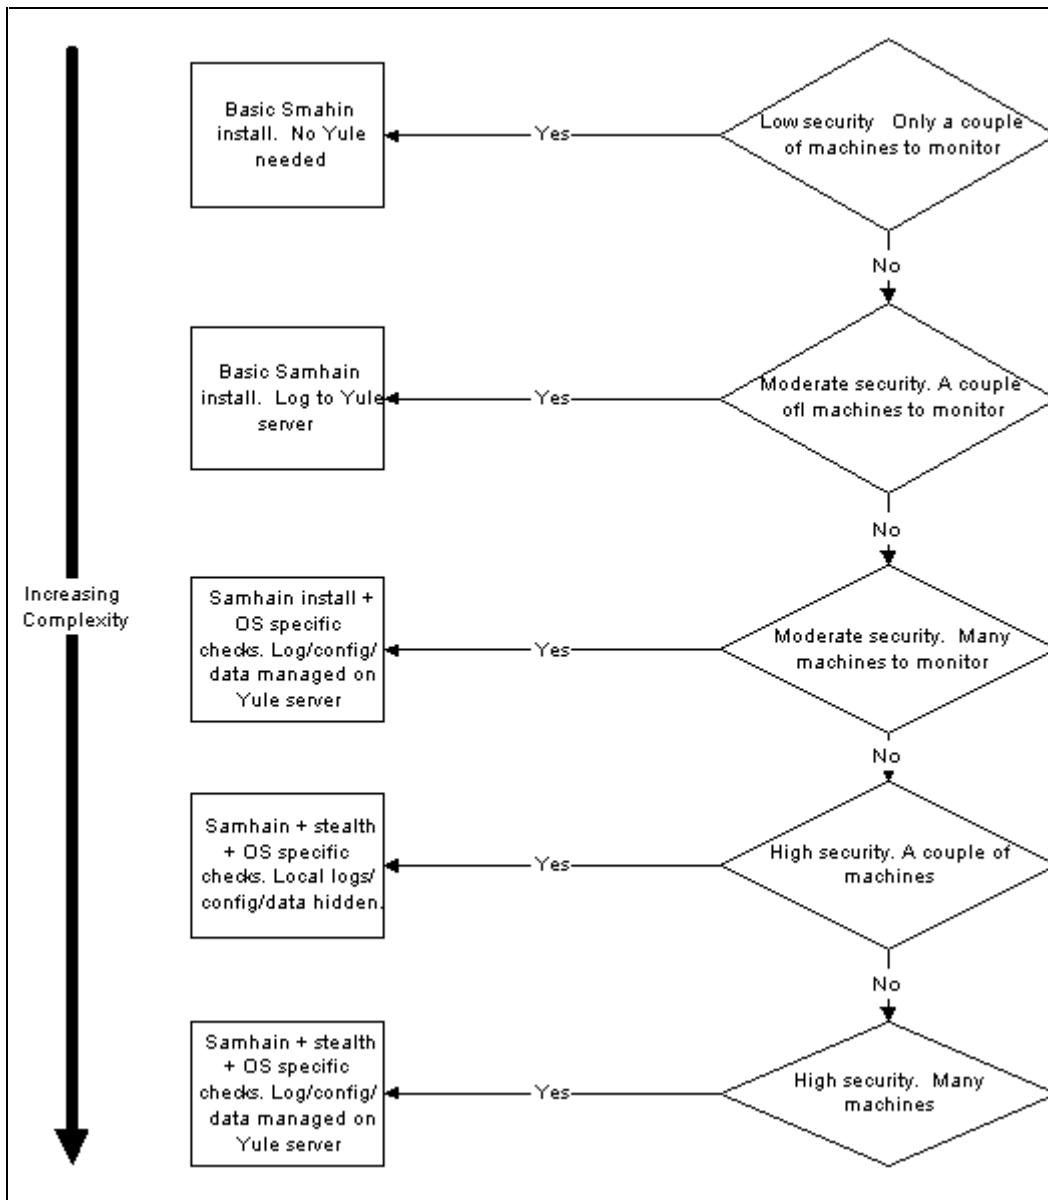 Basic Smahin
install. No Yule
needed
Yes
Low security Only a couple
of machines to monitor
No
Basic Samhain
install. Log to Yule
server
Yes
Moderate security. A couple
ofl machines to monitor
No
Increasing
Complexity
Samhain install +
OS specific
checks. Log/config/
data managed on
Yule server
Yes
Moderate security. Many
machines to monitor
No
Samhain + stealth
+ OS specific
checks. Local logs/
config/data hidden.
Yes
High security. A couple of
machines
No
Samhain + stealth
+ OS specific
checks. Log/config/
data managed on
Yule server
Yes
High security. Many
machines